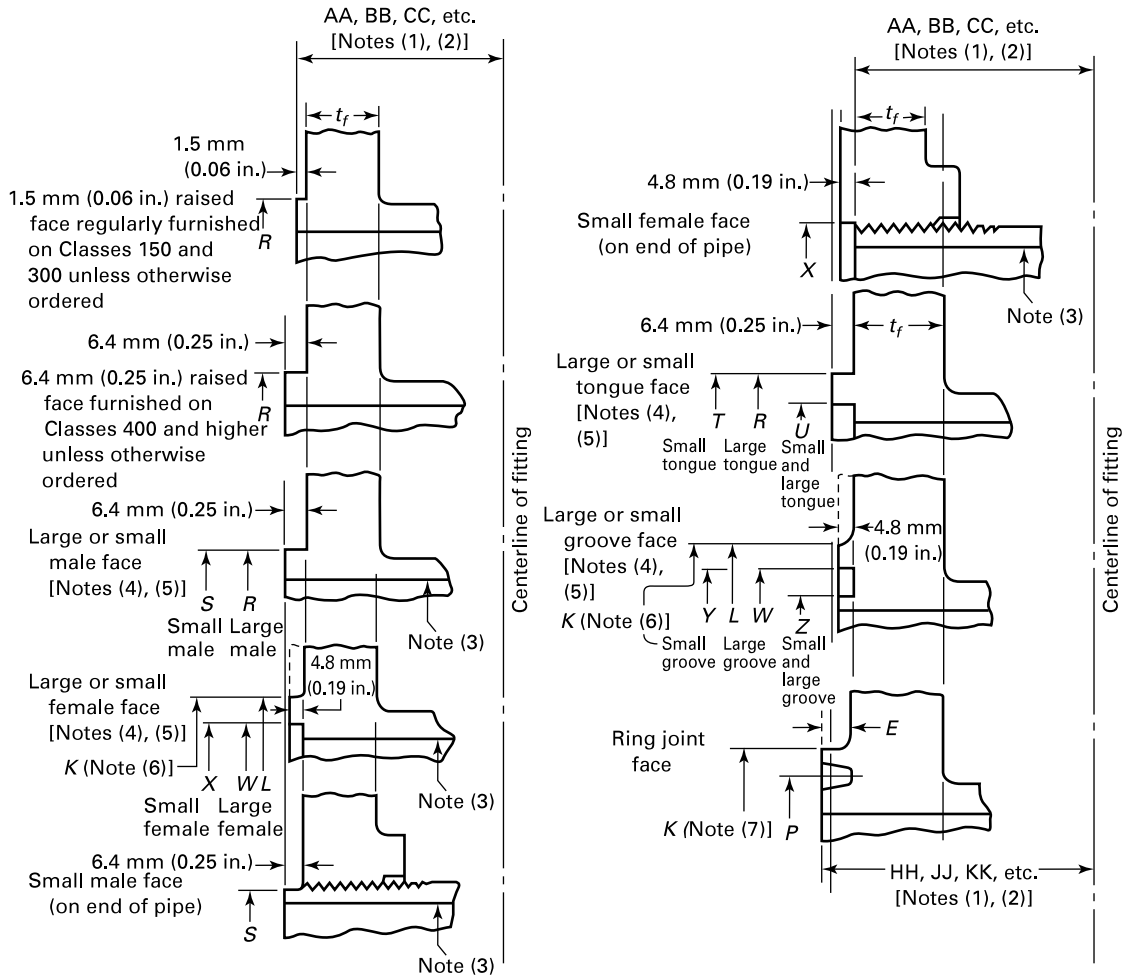 AA, BB, CC, etc.
[Notes (1), (2)]
t_f
1.5 mm
(0.06 in.)
1.5 mm (0.06 in.) raised
face regularly furnished
on Classes 150 and
300 unless otherwise
ordered
R
6.4 mm (0.25 in.)
6.4 mm (0.25 in.) raised
face furnished on
Classes 400 and higher
unless otherwise
ordered
R
6.4 mm (0.25 in.)
Large or small
male face
[Notes (4), (5)]
S R
Small Large
male male
Note (3)
4.8 mm
(0.19 in.)
Large or small
female face
[Notes (4), (5)]
K (Note (6)]
X W L
Small Large
female female
Note (3)
6.4 mm (0.25 in.)
Small male face
(on end of pipe)
S
Note (3)
Centerline of fitting
AA, BB, CC, etc.
[Notes (1), (2)]
t_f
4.8 mm (0.19 in.)
Small female face
(on end of pipe)
X
Note (3)
6.4 mm (0.25 in.)
t_f
Large or small
tongue face
[Notes (4),
(5)]
T R U
Small Large Small
tongue tongue and
large
tongue
4.8 mm
(0.19 in.)
Large or small
groove face
[Notes (4),
(5)]
K (Note (6)]
Y L W Z
Small Large Small
groove groove and
large
groove
E
Ring joint
face
K (Note (7)]
P
HH, JJ, KK, etc.
[Notes (1), (2)]
Centerline of fitting